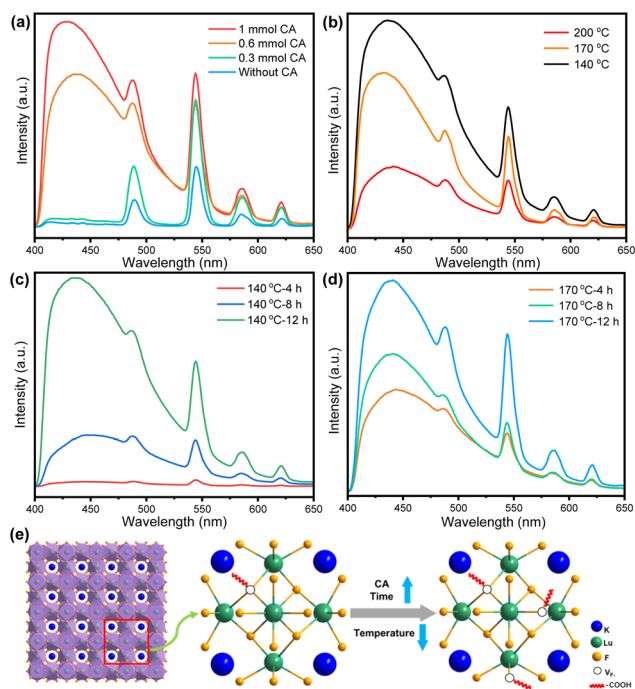 (a)
1 mmol CA
0.6 mmol CA
0.3 mmol CA
Without CA
Intensity (a.u.)
400 450 500 550 600 650
Wavelength (nm)
(b)
200 °C
170 °C
140 °C
Intensity (a.u.)
400 450 500 550 600 650
Wavelength (nm)
(c)
140 °C-4 h
140 °C-8 h
140 °C-12 h
Intensity (a.u.)
400 450 500 550 600 650
Wavelength (nm)
(d)
170 °C-4 h
170 °C-8 h
170 °C-12 h
Intensity (a.u.)
400 450 500 550 600 650
Wavelength (nm)
(e)
CA
Time
Temperature
K
Lu
F
V_F-
-COOH